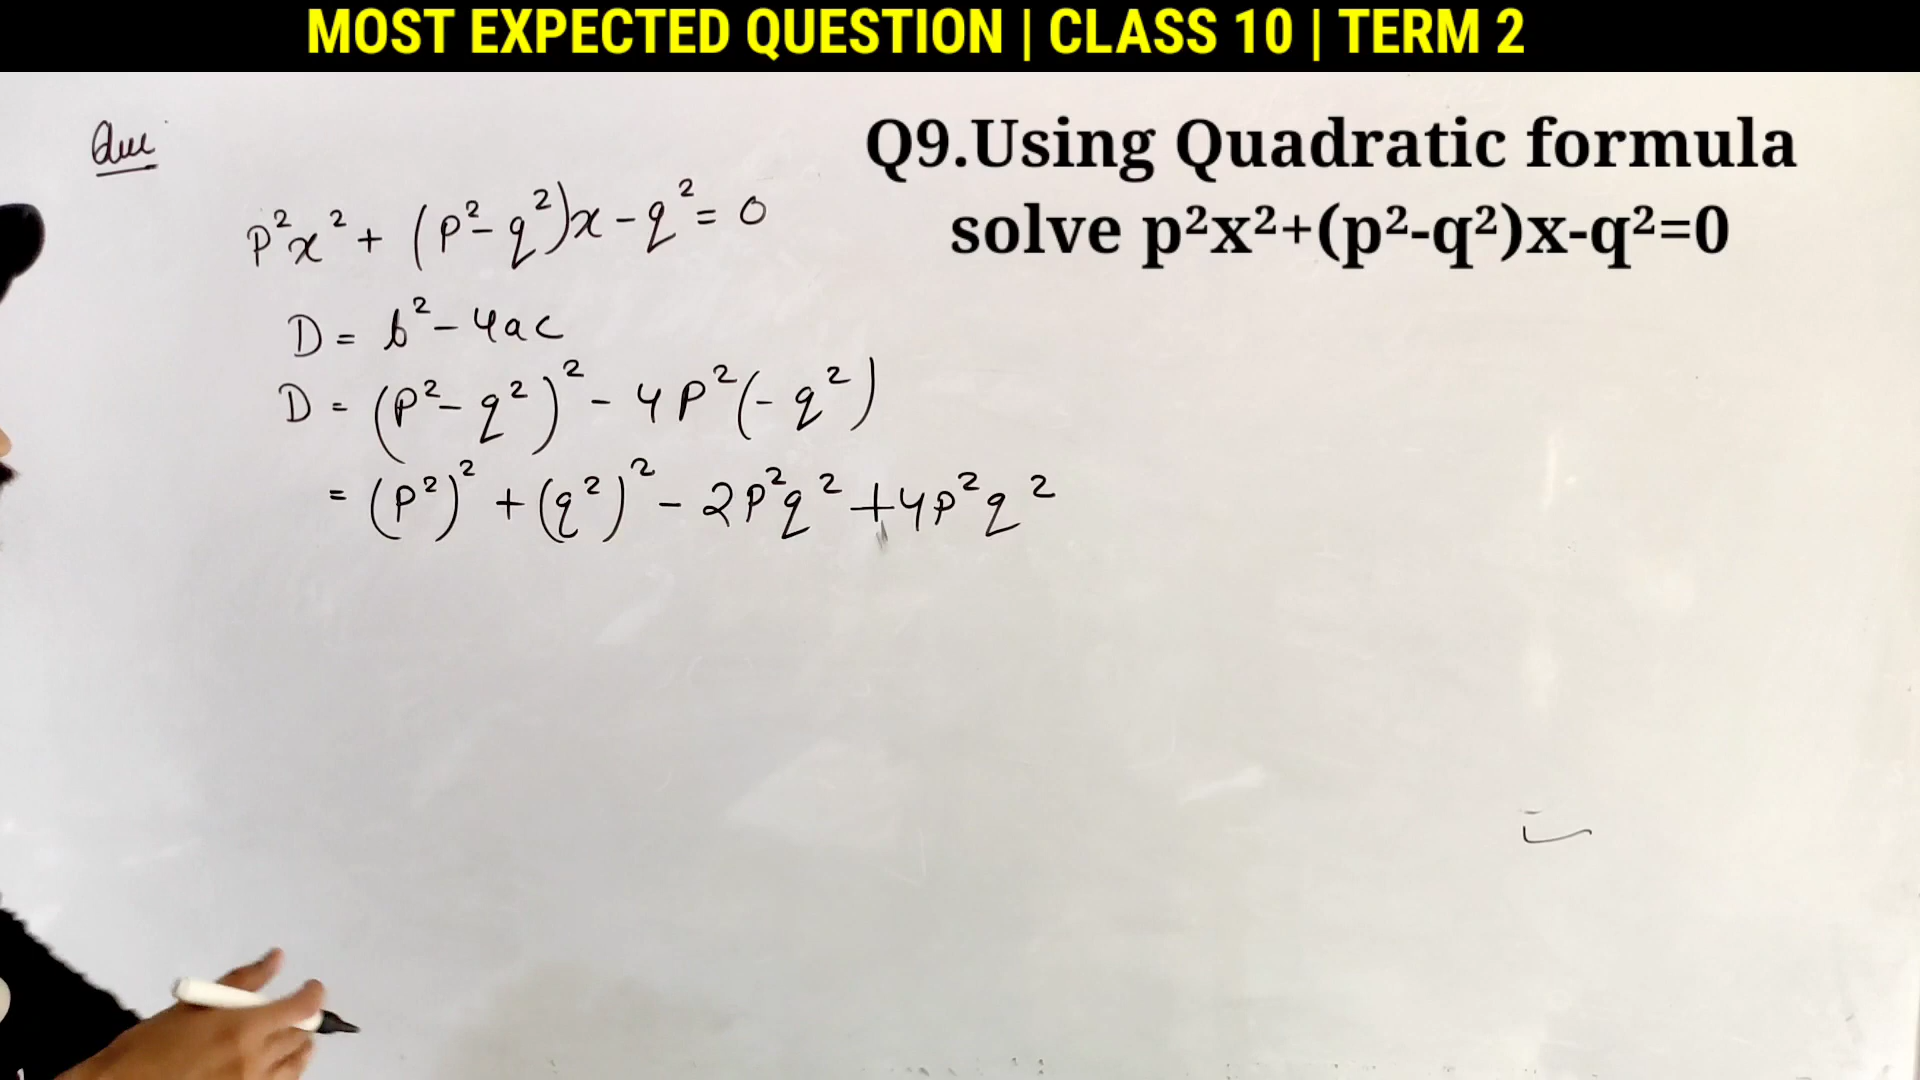 MOST EXPECTED QUESTION | CLASS 10 | TERM 2
Q9.Using Quadratic formula
solve p²x²+(p²-q²)x-q²=0
Que
p²x² + (p²- q²)x - q² = 0
D = b² - 4ac
D = (p² - q²)² - 4p²(-q²)
= (p²)² + (q²)² - 2p²q² + 4p²q²